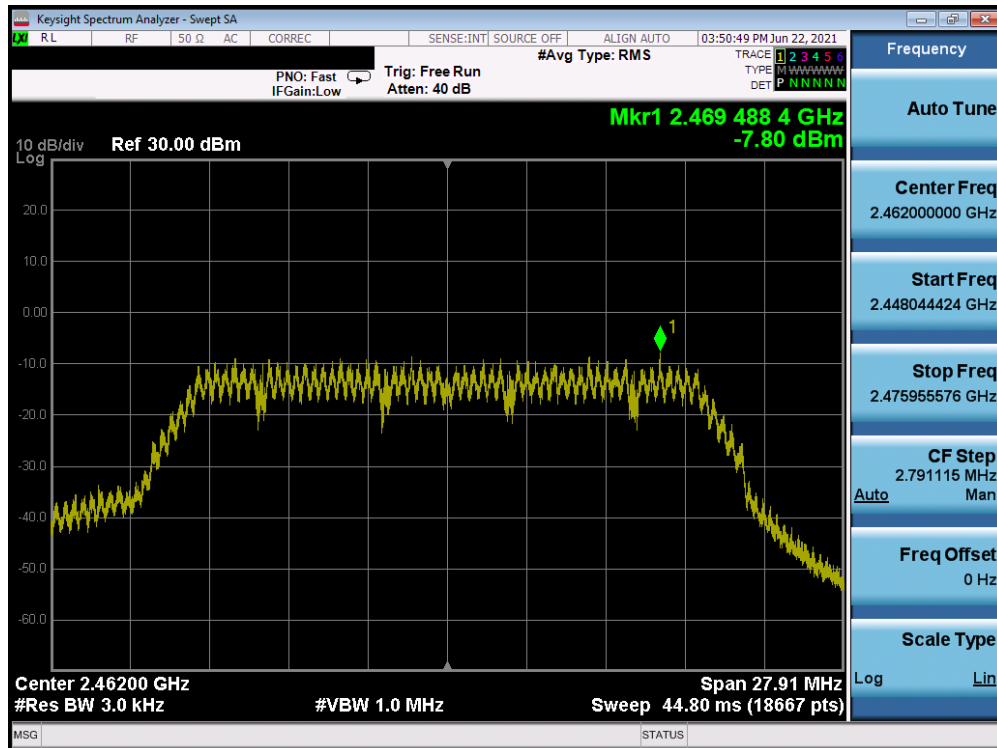 Keysight Spectrum Analyzer - Swept SA
LXI RL RF 50 Ω AC CORREC SENSE:INT SOURCE OFF ALIGN AUTO 03:50:49 PM Jun 22, 2021
#Avg Type: RMS
TRACE 1 2 3 4 5 6
TYPE M W W W W W
DET P N N N N N
PNO: Fast
IFGain:Low
Trig: Free Run
Atten: 40 dB
Mkr1 2.469 488 4 GHz
-7.80 dBm
10 dB/div
Log
Ref 30.00 dBm
20.0
10.0
0.00
-10.0
-20.0
-30.0
-40.0
-50.0
-60.0
1
Center 2.46200 GHz
Span 27.91 MHz
#Res BW 3.0 kHz
#VBW 1.0 MHz
Sweep 44.80 ms (18667 pts)
MSG
STATUS
Frequency
Auto Tune
Center Freq
2.462000000 GHz
Start Freq
2.448044424 GHz
Stop Freq
2.475955576 GHz
CF Step
2.791115 MHz
Auto Man
Freq Offset
0 Hz
Scale Type
Log Lin